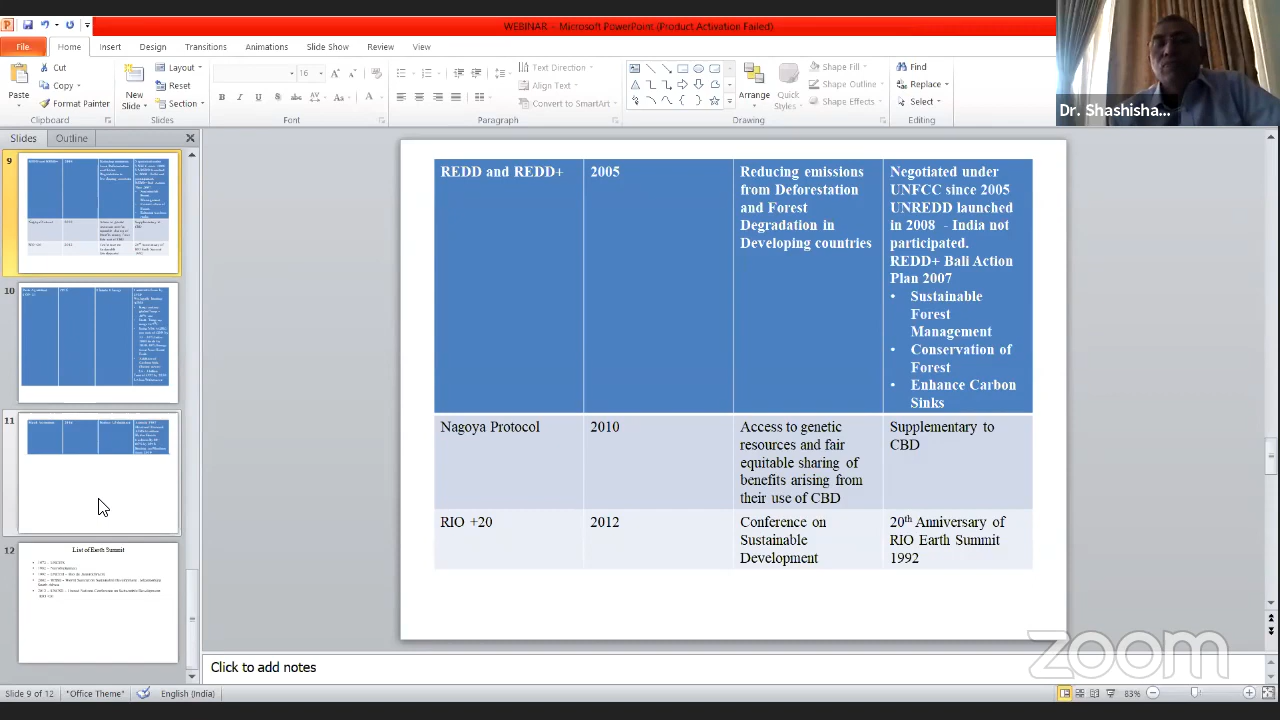 WEBINAR - Microsoft PowerPoint (Product Activation Failed)
File Home Insert Design Transitions Animations Slide Show Review View
Paste
Cut
Copy
Format Painter
Clipboard
New Slide
Layout
Reset
Section
Slides
16
Font
Text Direction
Align Text
Convert to SmartArt
Paragraph
Arrange
Quick Styles
Shape Fill
Shape Outline
Shape Effects
Drawing
Find
Replace
Select
Editing
Dr. Shashisha...
Slides Outline
9
10
11
12
List of Earth Summit
REDD and REDD+
2005
Reducing emissions
from Deforestation
and Forest
Degradation in
Developing countries
Negotiated under
UNFCC since 2005
UNREDD launched
in 2008 - India not
participated.
REDD+ Ball Action
Plan 2007
• Sustainable
Forest
Management
• Conservation of
Forest
• Enhance Carbon
Sinks
Nagoya Protocol
2010
Access to genetic
resources and fair
equitable sharing of
benefits arising from
their use of CBD
Supplementary to
CBD
RIO +20
2012
Conference on
Sustainable
Development
20th Anniversary of
RIO Earth Summit
1992
zoom
Click to add notes
Slide 9 of 12 "Office Theme" English (India) 83%